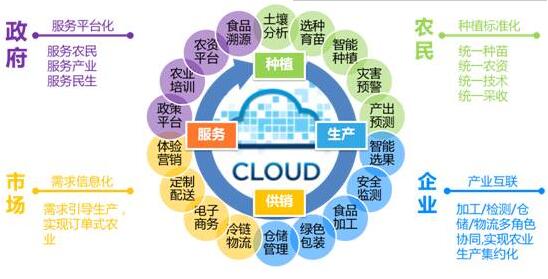 政府
服务平台化
服务农民
服务产业
服务民生
农民
种植标准化
统一种苗
统一农资
统一技术
统一采收
市场
需求信息化
需求引导生产，
实现订单式农
业
企业
产业互联
加工/检测/仓
储/物流多角色
协同,实现农业
生产集约化
食品
溯源
土壤
分析
选种
育苗
智能
种植
灾害
预警
产出
预测
智能
选果
安全
监测
食品
加工
绿色
包装
仓储
管理
冷链
物流
电子
商务
定制
配送
体验
营销
政策
平台
农业
培训
农资
平台
种植
服务
生产
CLOUD
供销